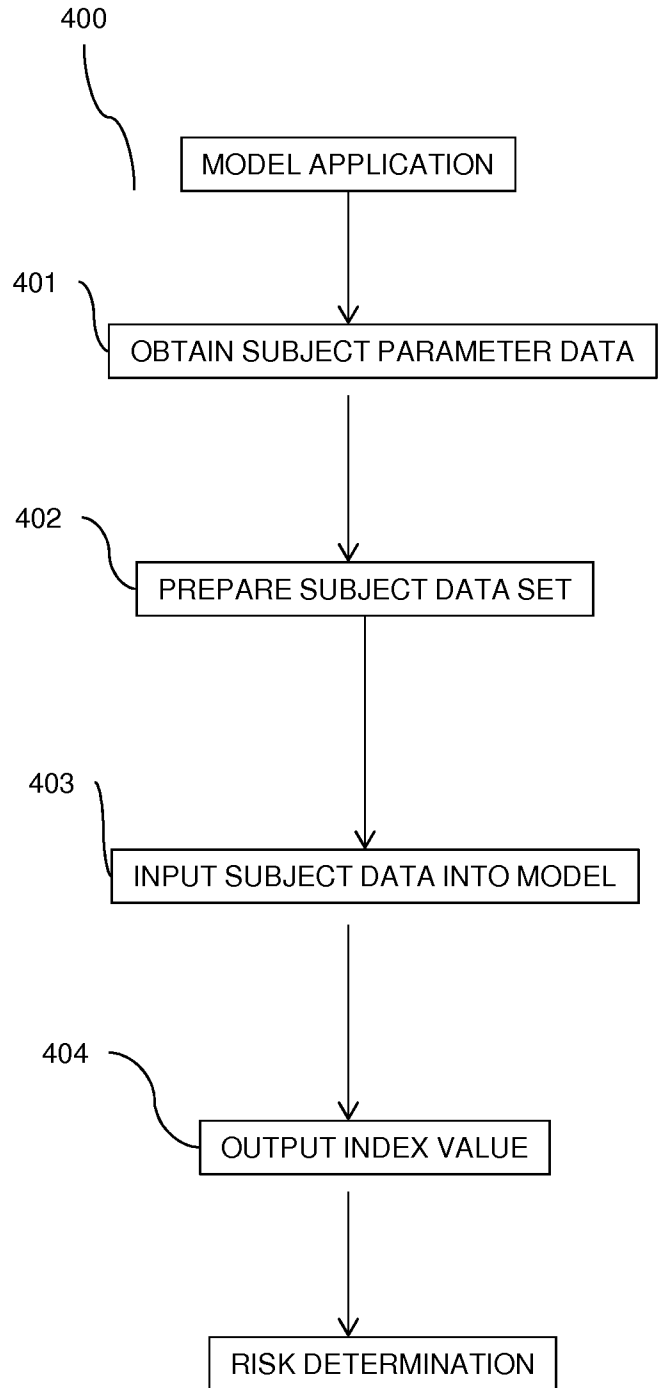 400
MODEL APPLICATION
401
OBTAIN SUBJECT PARAMETER DATA
402
PREPARE SUBJECT DATA SET
403
INPUT SUBJECT DATA INTO MODEL
404
OUTPUT INDEX VALUE
RISK DETERMINATION